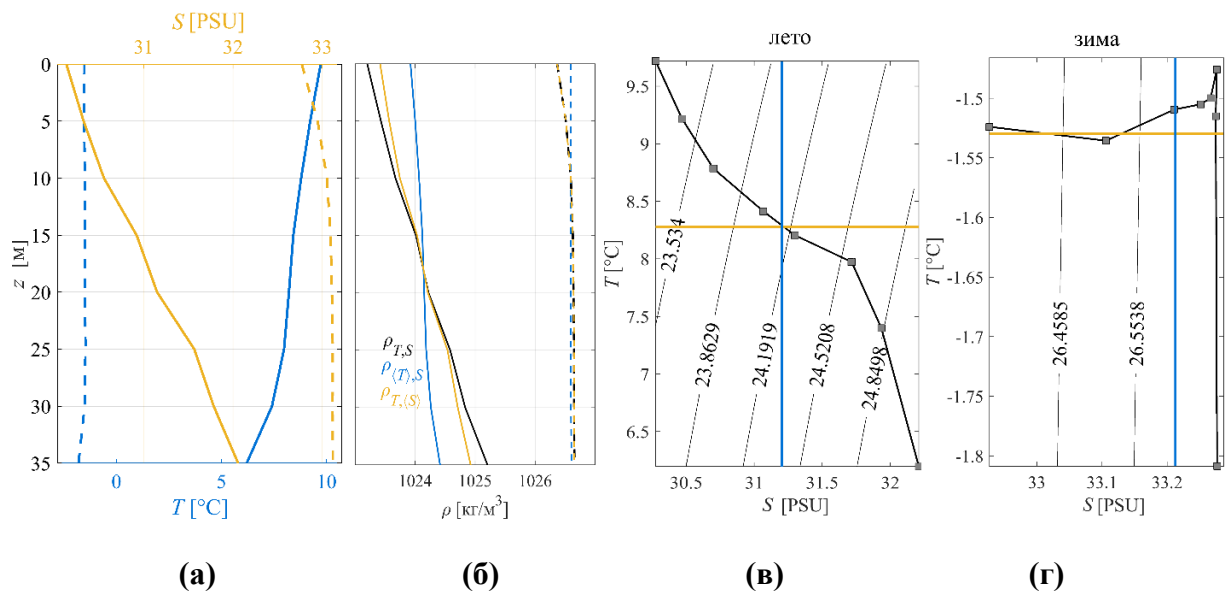 S [PSU]
31 32 33
0
5
10
15
20
25
30
35
z [м]
0 5 10
T [°C]
ρT,S
ρ⟨T⟩,S
ρT,⟨S⟩
1024 1025 1026
ρ [кг/м³]
лето
9.5
9
8.5
8
7.5
7
6.5
T [°C]
23.534
23.8629
24.1919
24.5208
24.8498
30.5 31 31.5 32
S [PSU]
зима
-1.5
-1.55
-1.6
-1.65
-1.7
-1.75
-1.8
T [°C]
26.4585
26.5538
33 33.1 33.2
S [PSU]
(а) (б) (в) (г)